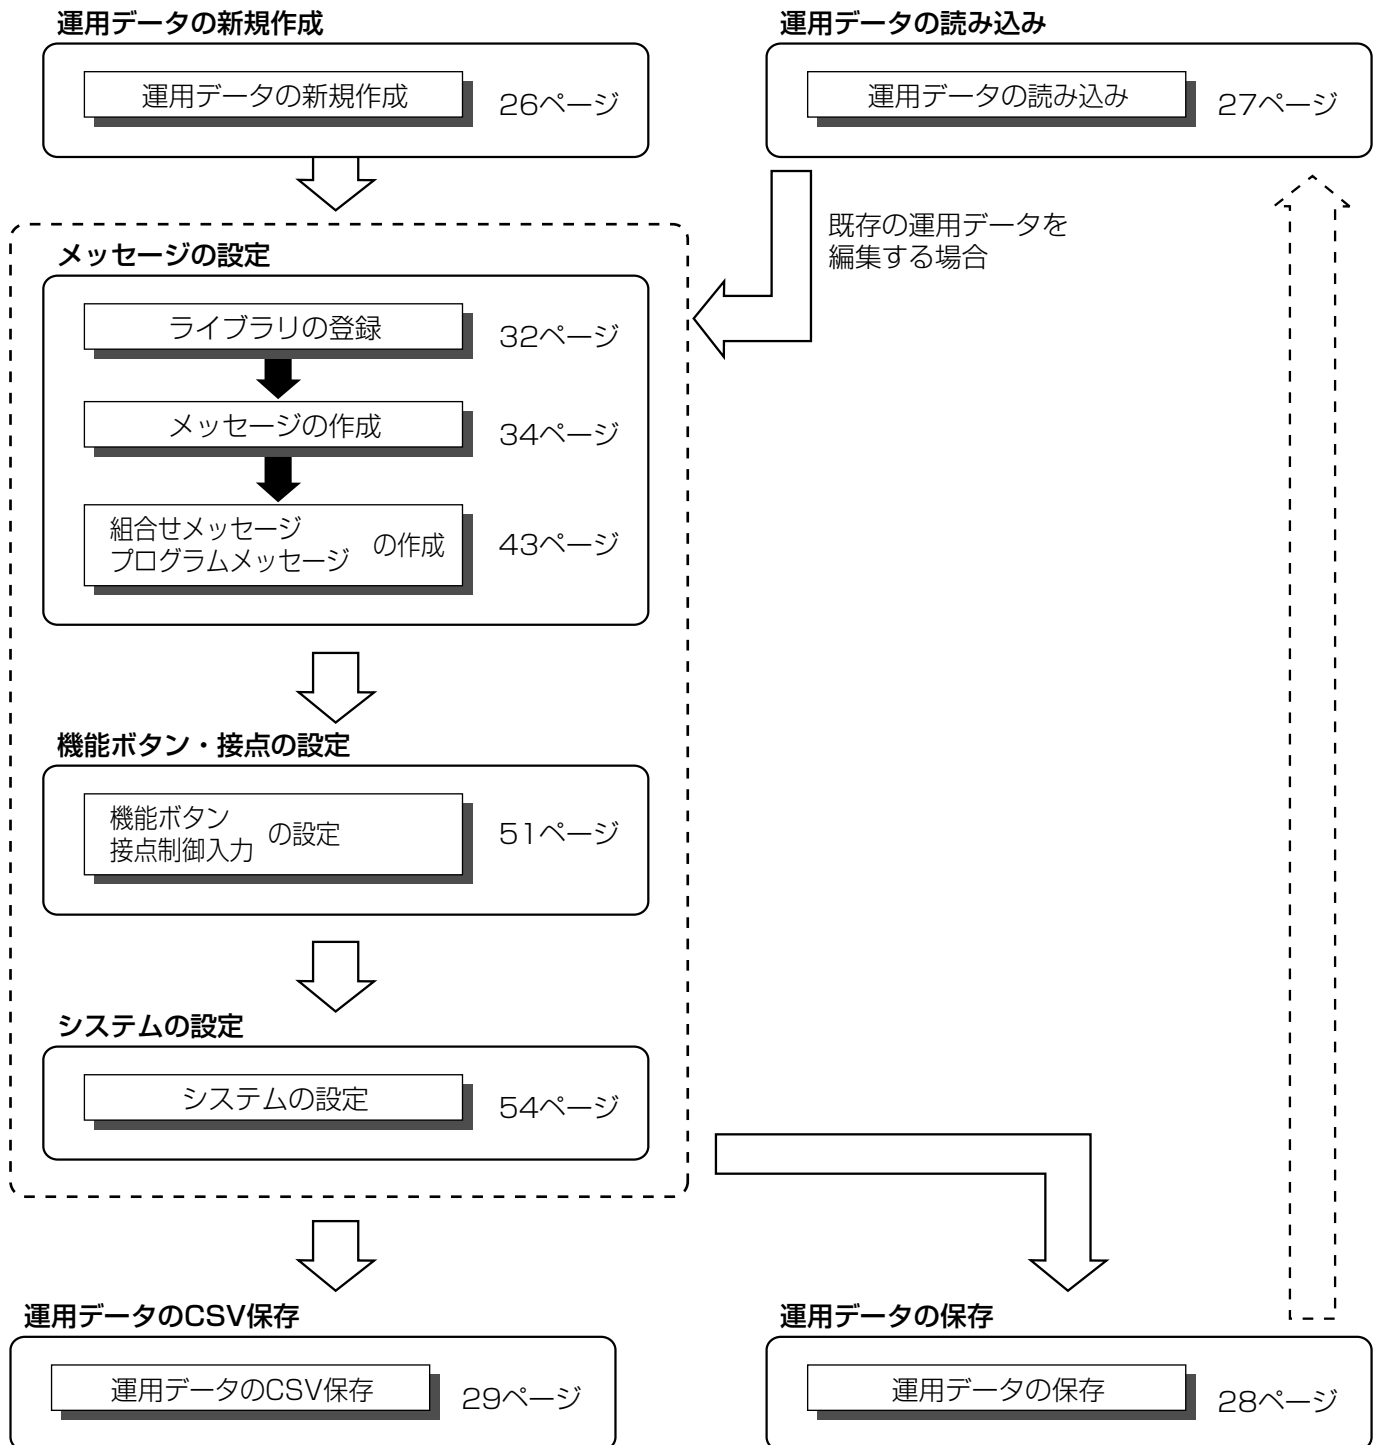 運用データの新規作成
運用データの新規作成
26ページ
運用データの読み込み
運用データの読み込み
27ページ
既存の運用データを
編集する場合
メッセージの設定
ライブラリの登録
32ページ
メッセージの作成
34ページ
組合せメッセージ
プログラムメッセージ
の作成
43ページ
機能ボタン・接点の設定
機能ボタン
接点制御入力
の設定
51ページ
システムの設定
システムの設定
54ページ
運用データのCSV保存
運用データのCSV保存
29ページ
運用データの保存
運用データの保存
28ページ